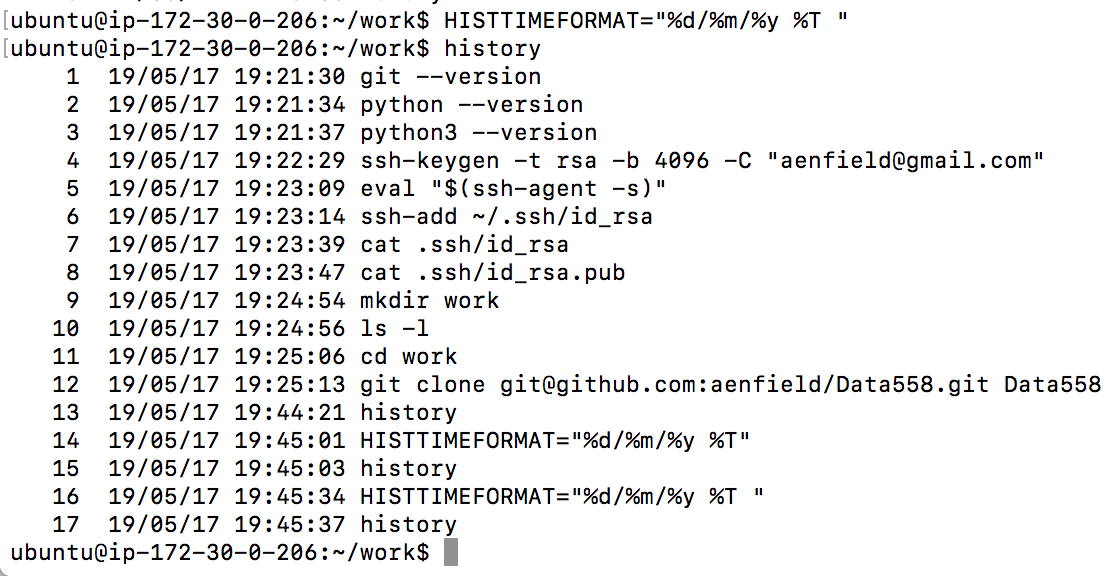 [ubuntu@ip-172-30-0-206:~/work$ HISTTIMEFORMAT="%d/%m/%y %T "
[ubuntu@ip-172-30-0-206:~/work$ history
    1  19/05/17 19:21:30 git --version
    2  19/05/17 19:21:34 python --version
    3  19/05/17 19:21:37 python3 --version
    4  19/05/17 19:22:29 ssh-keygen -t rsa -b 4096 -C "aenfield@gmail.com"
    5  19/05/17 19:23:09 eval "$(ssh-agent -s)"
    6  19/05/17 19:23:14 ssh-add ~/.ssh/id_rsa
    7  19/05/17 19:23:39 cat .ssh/id_rsa
    8  19/05/17 19:23:47 cat .ssh/id_rsa.pub
    9  19/05/17 19:24:54 mkdir work
   10  19/05/17 19:24:56 ls -l
   11  19/05/17 19:25:06 cd work
   12  19/05/17 19:25:13 git clone git@github.com:aenfield/Data558.git Data558
   13  19/05/17 19:44:21 history
   14  19/05/17 19:45:01 HISTTIMEFORMAT="%d/%m/%y %T"
   15  19/05/17 19:45:03 history
   16  19/05/17 19:45:34 HISTTIMEFORMAT="%d/%m/%y %T "
   17  19/05/17 19:45:37 history
ubuntu@ip-172-30-0-206:~/work$